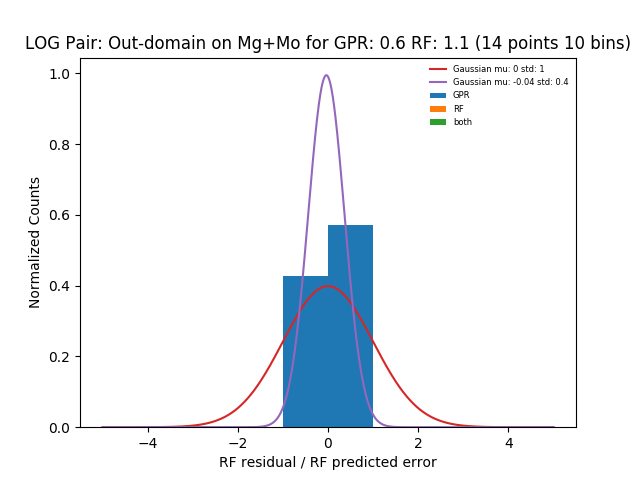 LOG Pair: Out-domain on Mg+Mo for GPR: 0.6 RF: 1.1 (14 points 10 bins)
Gaussian mu: 0 std: 1
Gaussian mu: -0.04 std: 0.4
GPR
RF
both
Normalized Counts
1.0
0.8
0.6
0.4
0.2
0.0
−4 −2 0 2 4
RF residual / RF predicted error